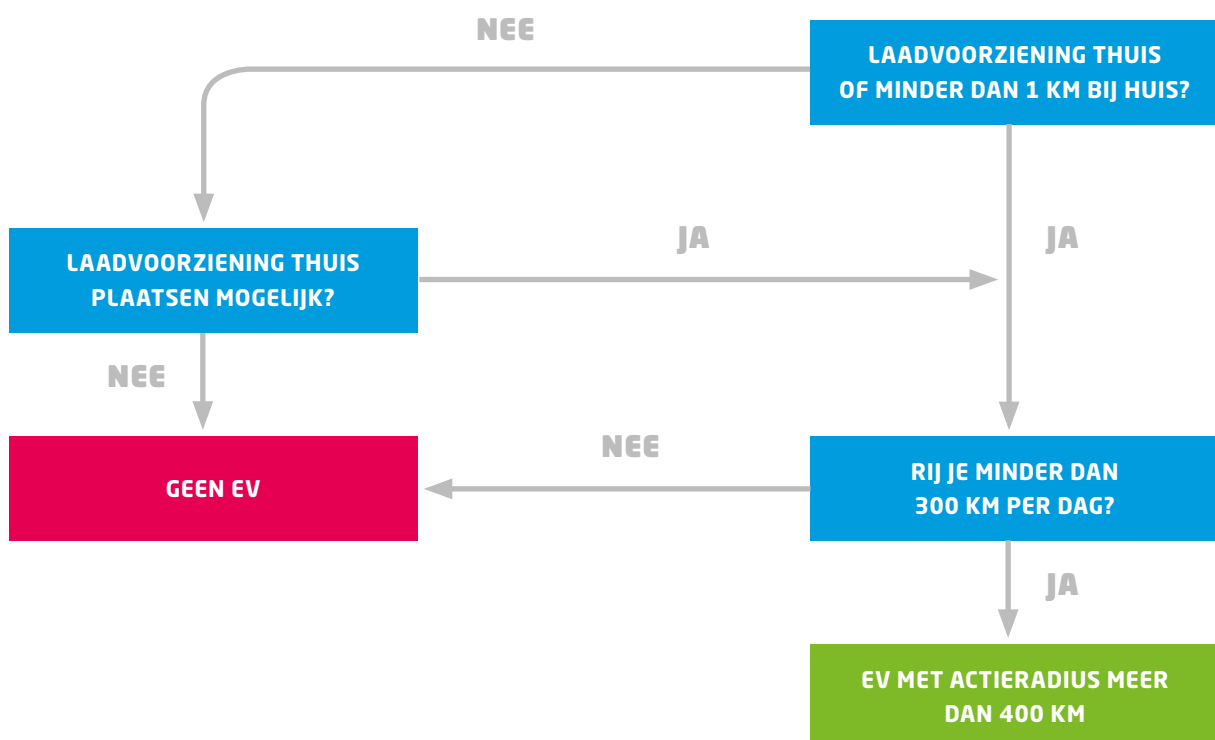 NEE
LAADVOORZIENING THUIS
OF MINDER DAN 1 KM BIJ HUIS?
JA
JA
LAADVOORZIENING THUIS
PLAATSEN MOGELIJK?
NEE
NEE
GEEN EV
RIJ JE MINDER DAN
300 KM PER DAG?
JA
EV MET ACTIERADIUS MEER
DAN 400 KM